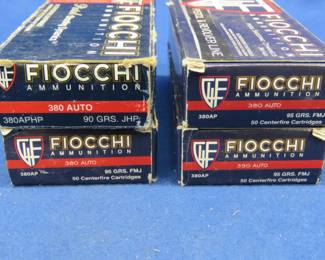 FIOCCHI
AMMUNITION
380 AUTO
380APHP 90 GRS. JHP
FIOCCHI
AMMUNITION
380 AUTO
380AP 95 GRS. FMJ
50 Centerfire Cartridges
FIOCCHI
AMMUNITION
380 AUTO
380AP 95 GRS. FMJ
50 Centerfire Cartridges
FIOCCHI
AMMUNITION
380 AUTO
380AP 95 GRS. FMJ
50 Centerfire Cartridges